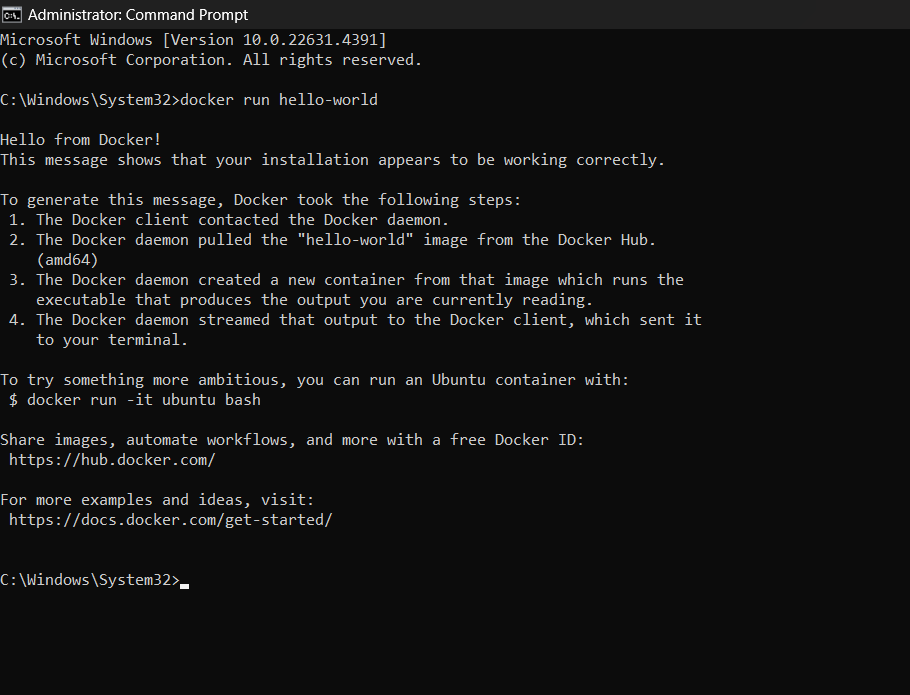 Administrator: Command Prompt
Microsoft Windows [Version 10.0.22631.4391]
(c) Microsoft Corporation. All rights reserved.
C:\Windows\System32>docker run hello-world
Hello from Docker!
This message shows that your installation appears to be working correctly.
To generate this message, Docker took the following steps:
1. The Docker client contacted the Docker daemon.
2. The Docker daemon pulled the "hello-world" image from the Docker Hub.
(amd64)
3. The Docker daemon created a new container from that image which runs the
executable that produces the output you are currently reading.
4. The Docker daemon streamed that output to the Docker client, which sent it
to your terminal.
To try something more ambitious, you can run an Ubuntu container with:
$ docker run -it ubuntu bash
Share images, automate workflows, and more with a free Docker ID:
https://hub.docker.com/
For more examples and ideas, visit:
https://docs.docker.com/get-started/
C:\Windows\System32>